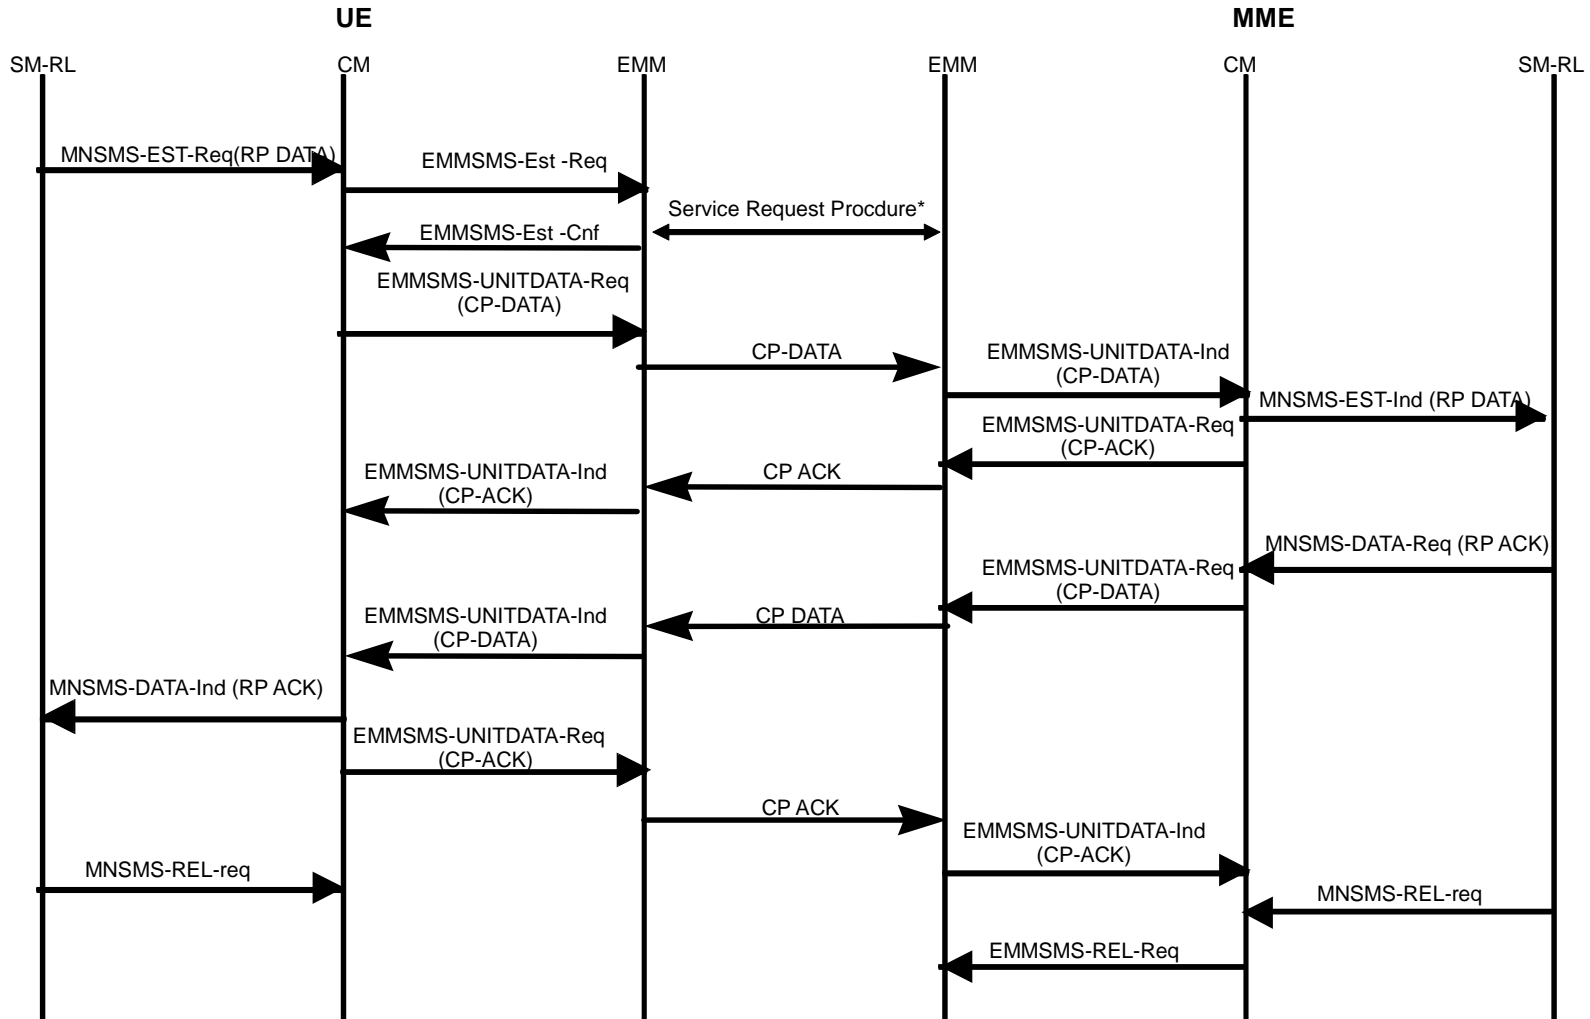 UE
MME
SM-RL
CM
EMM
EMM
CM
SM-RL
MNSMS-EST-Req(RP DATA)
EMMSMS-Est -Req
Service Request Procdure*
EMMSMS-Est -Cnf
EMMSMS-UNITDATA-Req
(CP-DATA)
CP-DATA
EMMSMS-UNITDATA-Ind
(CP-DATA)
MNSMS-EST-Ind (RP DATA)
EMMSMS-UNITDATA-Req
(CP-ACK)
CP ACK
EMMSMS-UNITDATA-Ind
(CP-ACK)
MNSMS-DATA-Req (RP ACK)
EMMSMS-UNITDATA-Req
(CP-DATA)
CP DATA
EMMSMS-UNITDATA-Ind
(CP-DATA)
MNSMS-DATA-Ind (RP ACK)
EMMSMS-UNITDATA-Req
(CP-ACK)
CP ACK
EMMSMS-UNITDATA-Ind
(CP-ACK)
MNSMS-REL-req
MNSMS-REL-req
EMMSMS-REL-Req